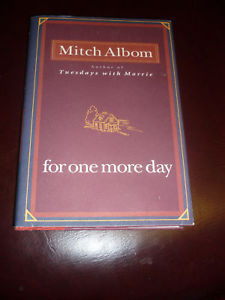 Mitch Albom
Author of
Tuesdays with Morrie
for one more day